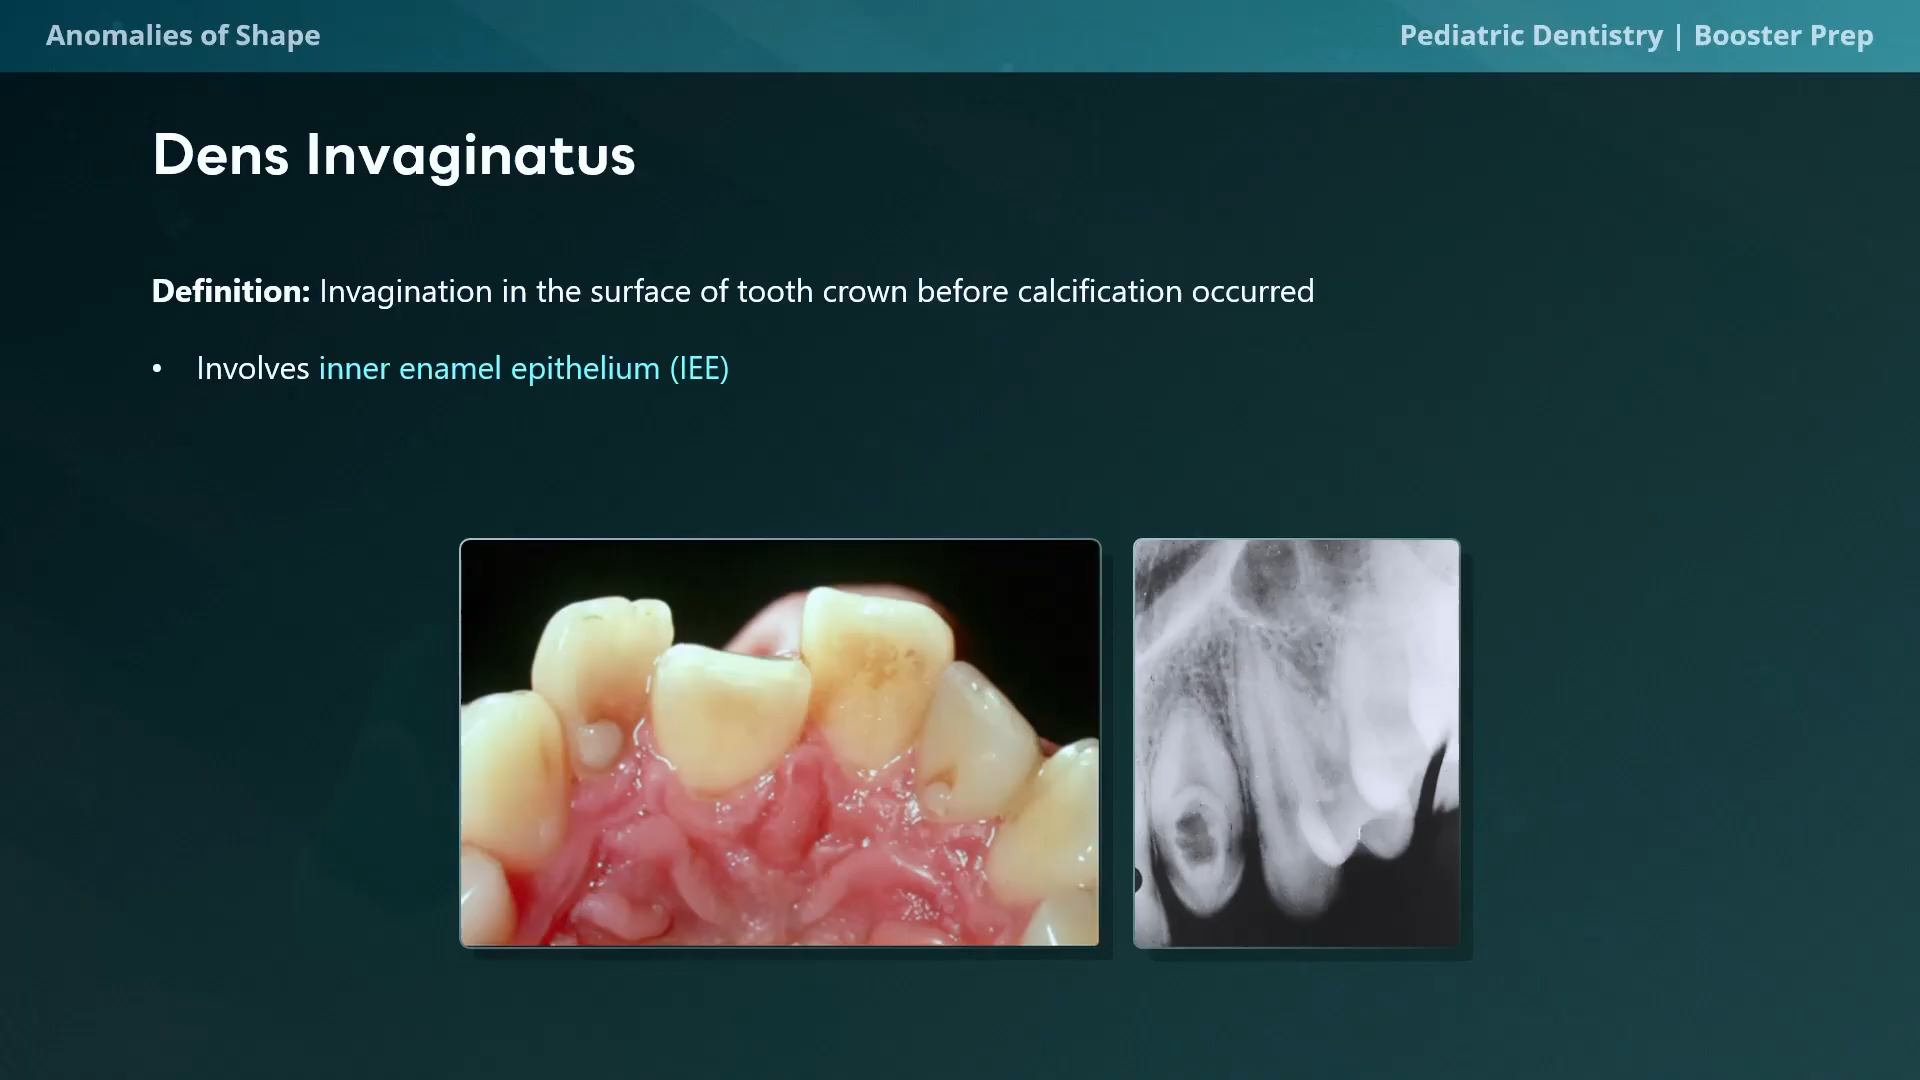 Anomalies of Shape
Pediatric Dentistry | Booster Prep
Dens Invaginatus
Definition: Invagination in the surface of tooth crown before calcification occurred
• Involves inner enamel epithelium (IEE)